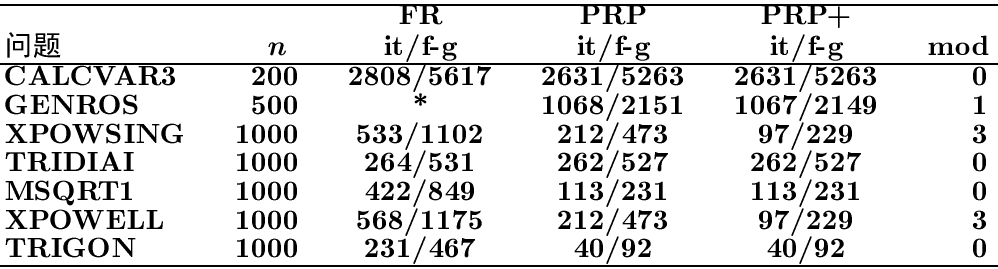 FR PRP PRP+
问题 n it/f-g it/f-g it/f-g mod
CALCVAR3 200 2808/5617 2631/5263 2631/5263 0
GENROS 500 * 1068/2151 1067/2149 1
XPOWSING 1000 533/1102 212/473 97/229 3
TRIDIAI 1000 264/531 262/527 262/527 0
MSQRT1 1000 422/849 113/231 113/231 0
XPOWELL 1000 568/1175 212/473 97/229 3
TRIGON 1000 231/467 40/92 40/92 0